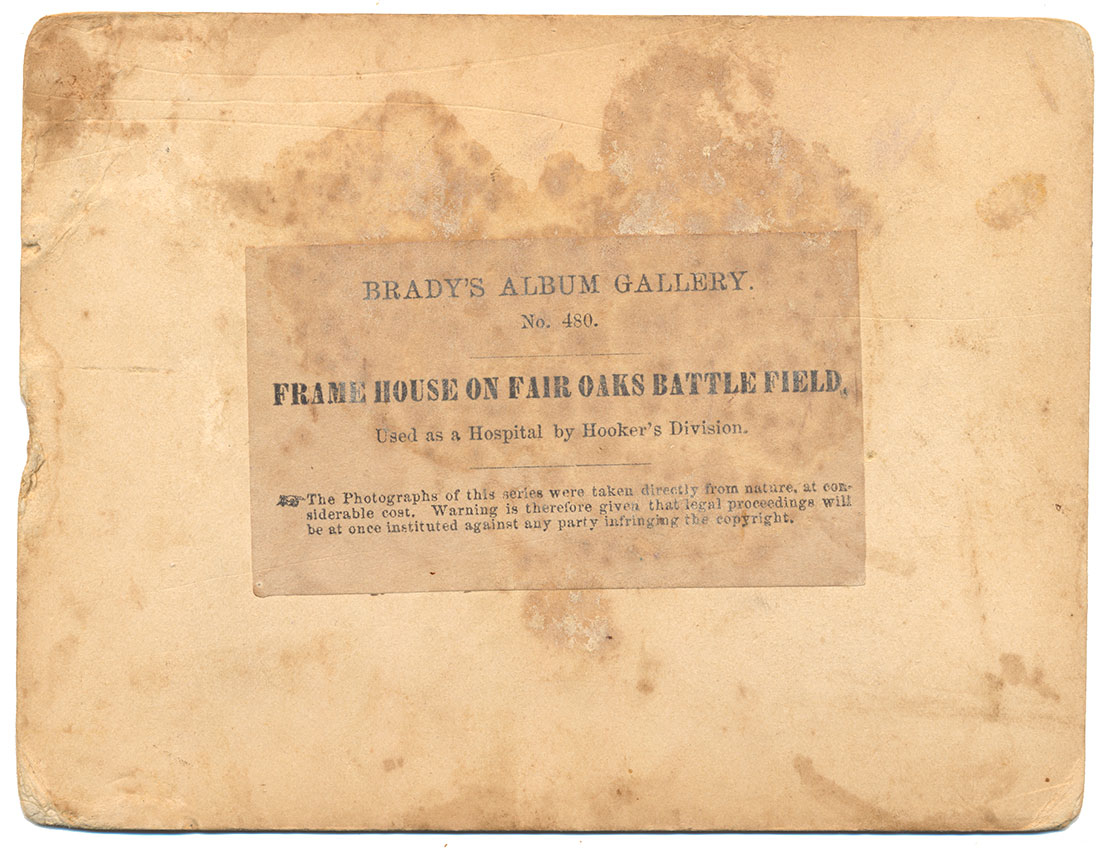 BRADY'S ALBUM GALLERY.
No. 480.
FRAME HOUSE ON FAIR OAKS BATTLE FIELD,
Used as a Hospital by Hooker's Division.
The Photographs of this series were taken directly from nature, at con-
siderable cost. Warning is therefore given that legal proceedings will
be at once instituted against any party infringing the copyright.